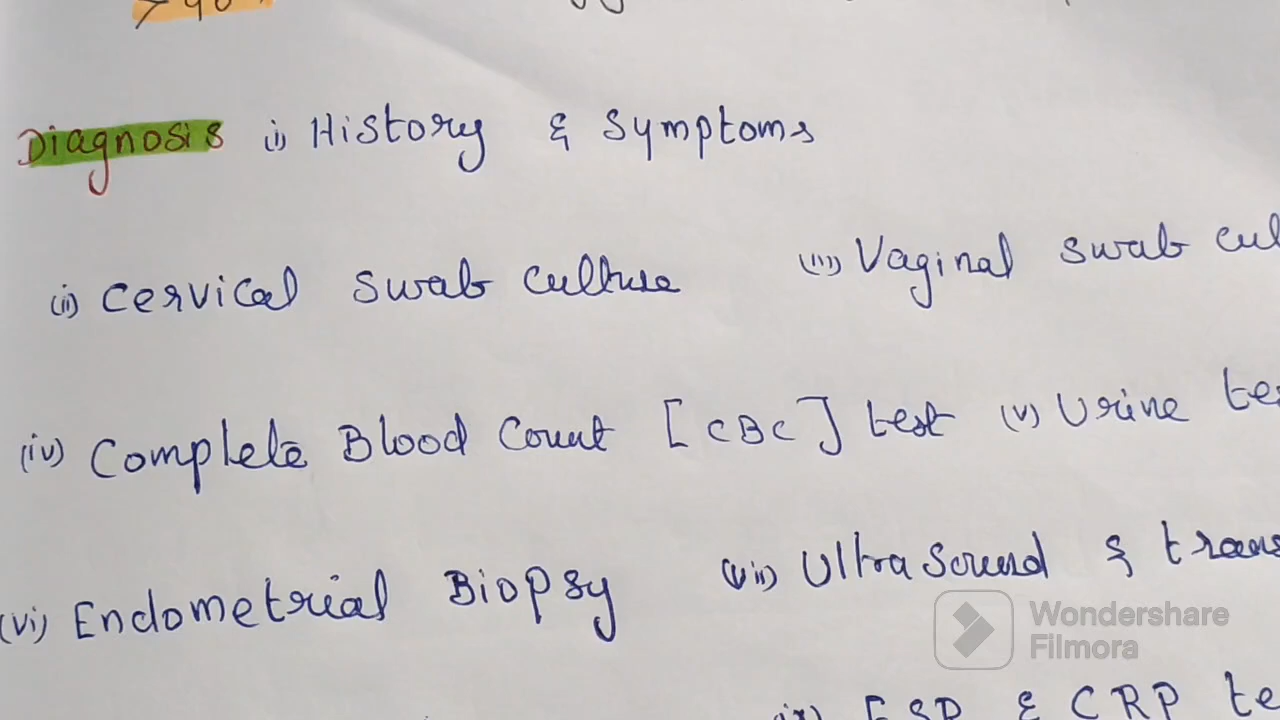 Diagnosis (i) History & Symptoms
(ii) Cervical Swab Culture (iii) Vaginal Swab
(iv) Complete Blood Count [CBC] test (v) Urine
(vi) Endometrial Biopsy (vii) UltraSound &
Wondershare
Filmora
(ix) ESR & CRP